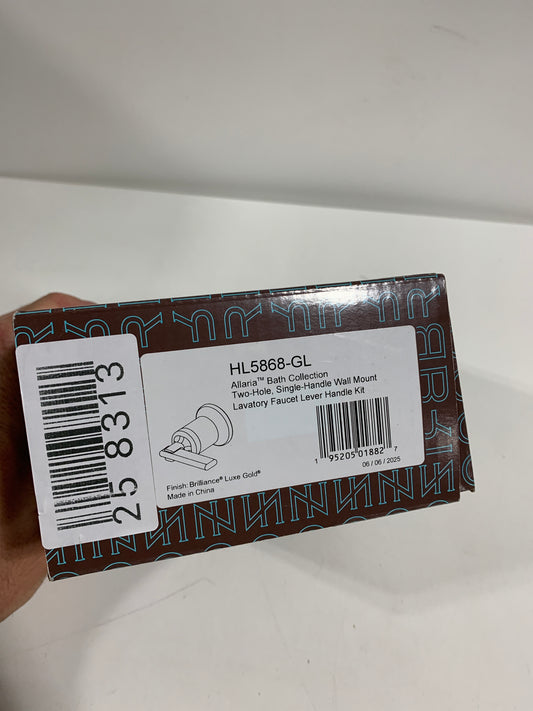 HL5868-GL
Allaria™ Bath Collection
Two-Hole, Single-Handle Wall Mount
Lavatory Faucet Lever Handle Kit
1 95205 01882 7
06 / 06 / 2025
Finish: Brilliance® Luxe Gold®
Made in China
25 8313